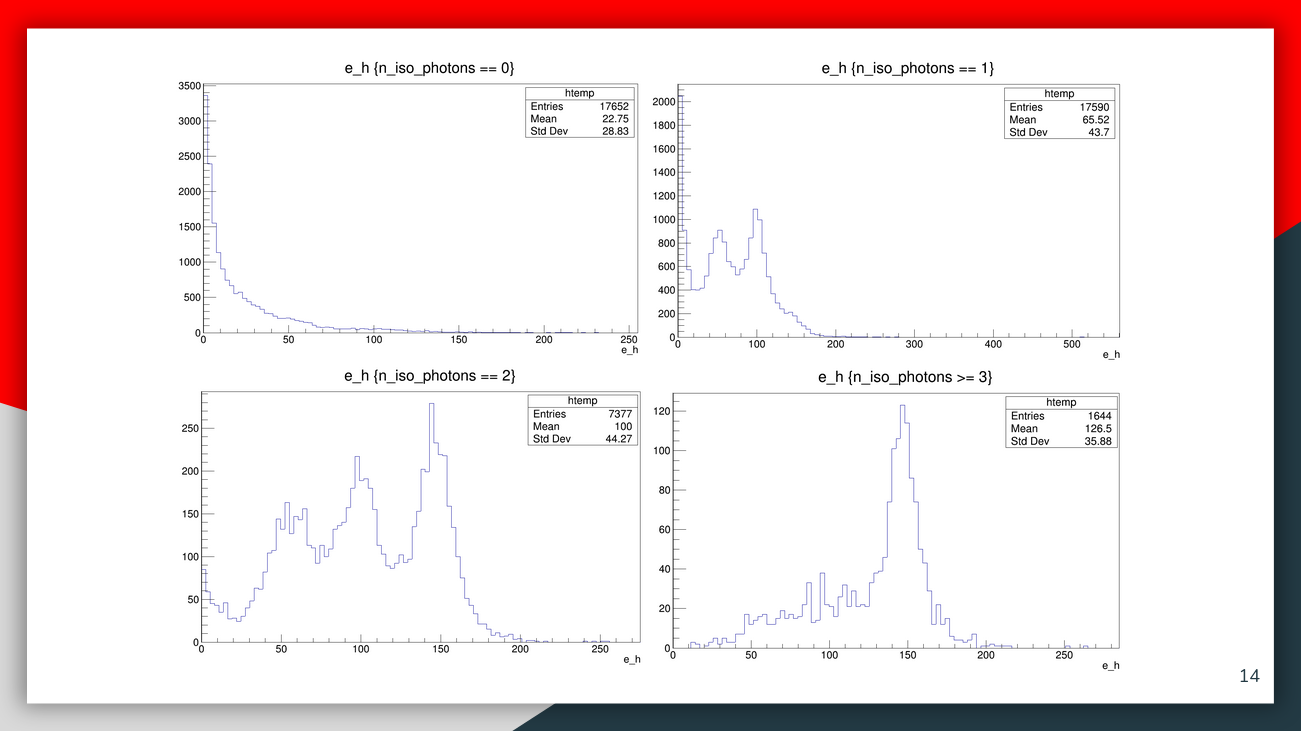 e_h {n_iso_photons == 0}
htemp
Entries 17652
Mean 22.75
Std Dev 28.83
3500
3000
2500
2000
1500
1000
500
0
0 50 100 150 200 250
e_h
e_h {n_iso_photons == 1}
htemp
Entries 17590
Mean 65.52
Std Dev 43.7
2000
1800
1600
1400
1200
1000
800
600
400
200
0
0 100 200 300 400 500
e_h
e_h {n_iso_photons == 2}
htemp
Entries 7377
Mean 100
Std Dev 44.27
250
200
150
100
50
0
0 50 100 150 200 250
e_h
e_h {n_iso_photons >= 3}
htemp
Entries 1644
Mean 126.5
Std Dev 35.88
120
100
80
60
40
20
0
0 50 100 150 200 250
e_h
14